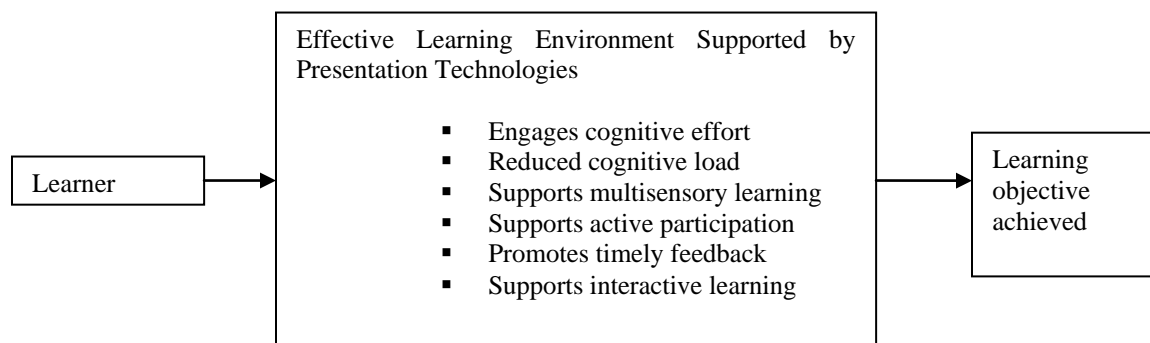 Learner
Effective Learning Environment Supported by
Presentation Technologies
▪ Engages cognitive effort
▪ Reduced cognitive load
▪ Supports multisensory learning
▪ Supports active participation
▪ Promotes timely feedback
▪ Supports interactive learning
Learning
objective
achieved